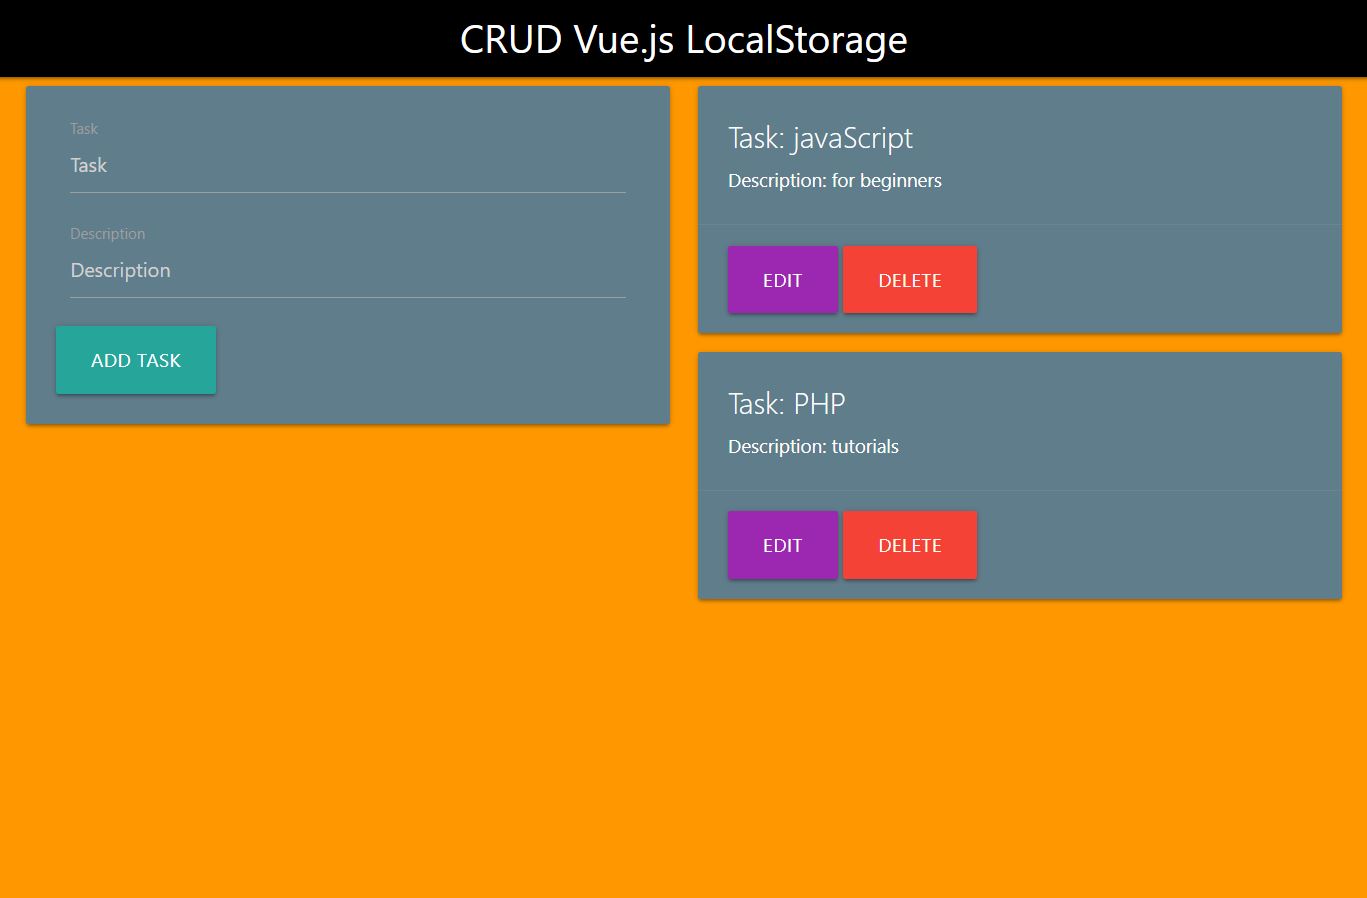 CRUD Vue.js LocalStorage
Task
Task
Description
Description
ADD TASK
Task: javaScript
Description: for beginners
EDIT DELETE
Task: PHP
Description: tutorials
EDIT DELETE